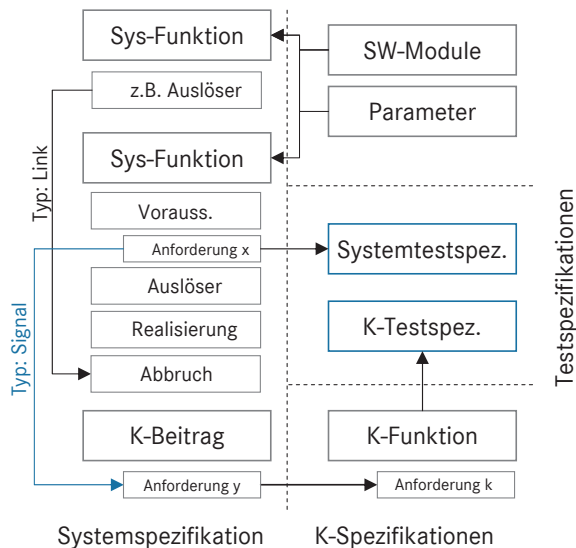 Sys-Funktion
z.B. Auslöser
Sys-Funktion
Vorauss.
Anforderung x
Auslöser
Realisierung
Abbruch
K-Beitrag
Anforderung y
Systemspezifikation
Typ: Link
Typ: Signal
SW-Module
Parameter
Systemtestspez.
K-Testspez.
K-Funktion
Anforderung k
K-Spezifikationen
Testspezifikationen